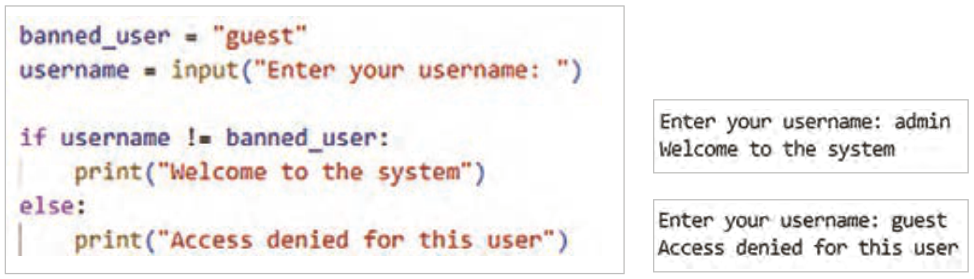 banned_user = "guest"
username = input("Enter your username: ")
if username != banned_user:
print("Welcome to the system")
else:
print("Access denied for this user")
Enter your username: admin
Welcome to the system
Enter your username: guest
Access denied for this user